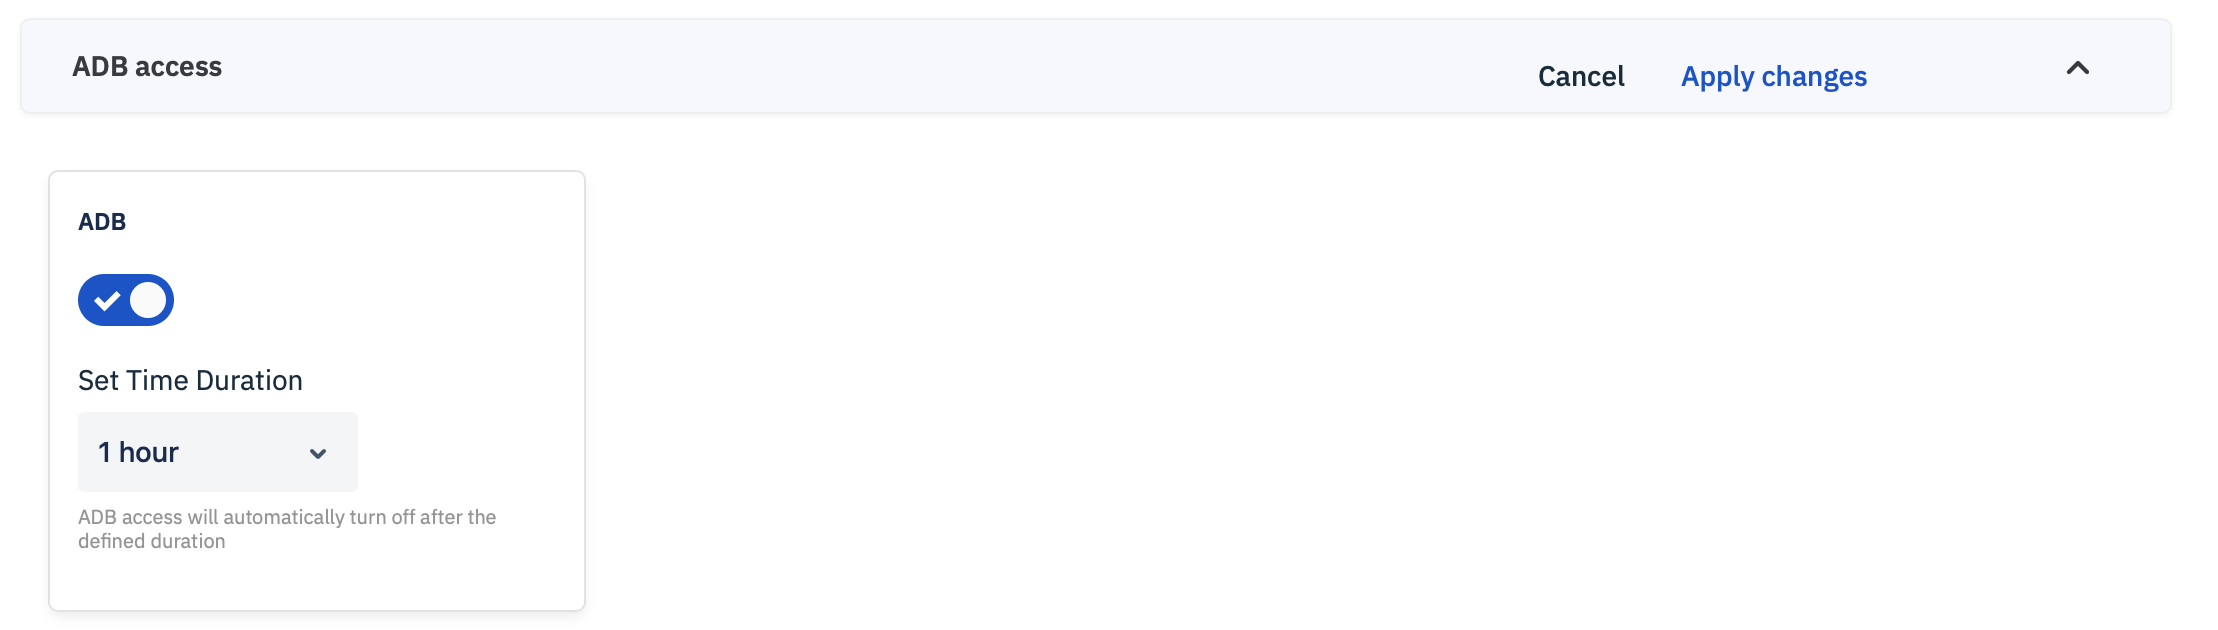 ADB access
Cancel
Apply changes
ADB
Set Time Duration
1 hour
ADB access will automatically turn off after the
defined duration